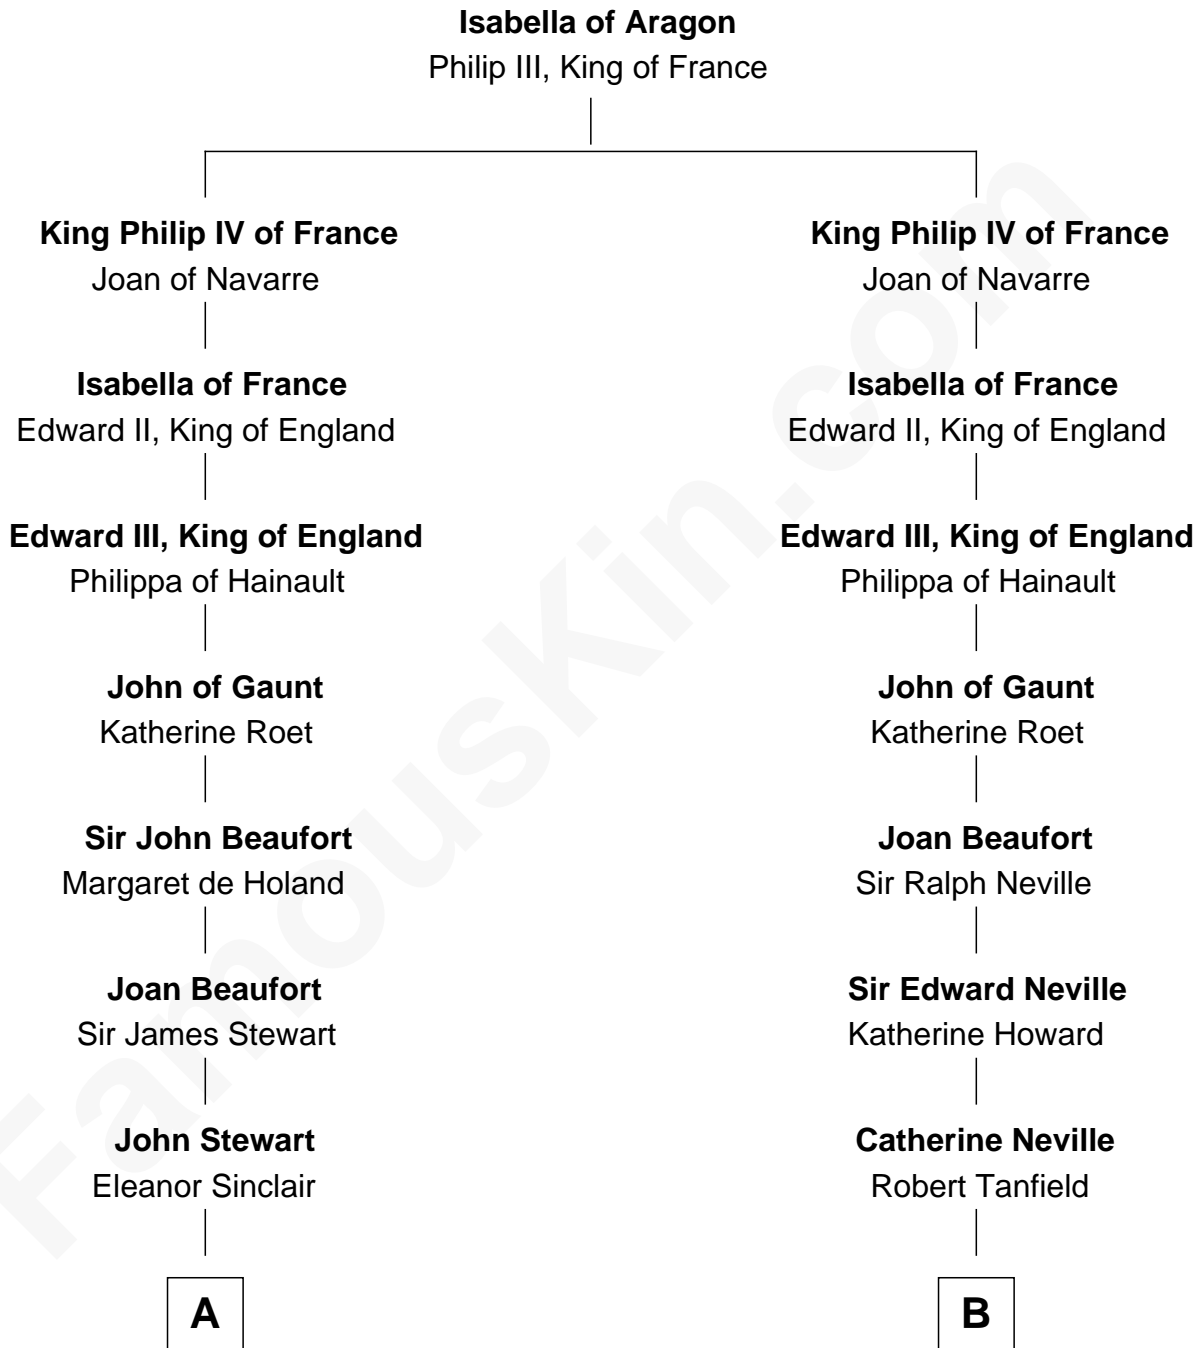 Isabella of Aragon
Philip III, King of France
King Philip IV of France
Joan of Navarre
King Philip IV of France
Joan of Navarre
Isabella of France
Edward II, King of England
Isabella of France
Edward II, King of England
Edward III, King of England
Philippa of Hainault
Edward III, King of England
Philippa of Hainault
John of Gaunt
Katherine Roet
John of Gaunt
Katherine Roet
Sir John Beaufort
Margaret de Holand
Joan Beaufort
Sir Ralph Neville
Joan Beaufort
Sir James Stewart
Sir Edward Neville
Katherine Howard
John Stewart
Eleanor Sinclair
Catherine Neville
Robert Tanfield
A
B
FamousKin.com